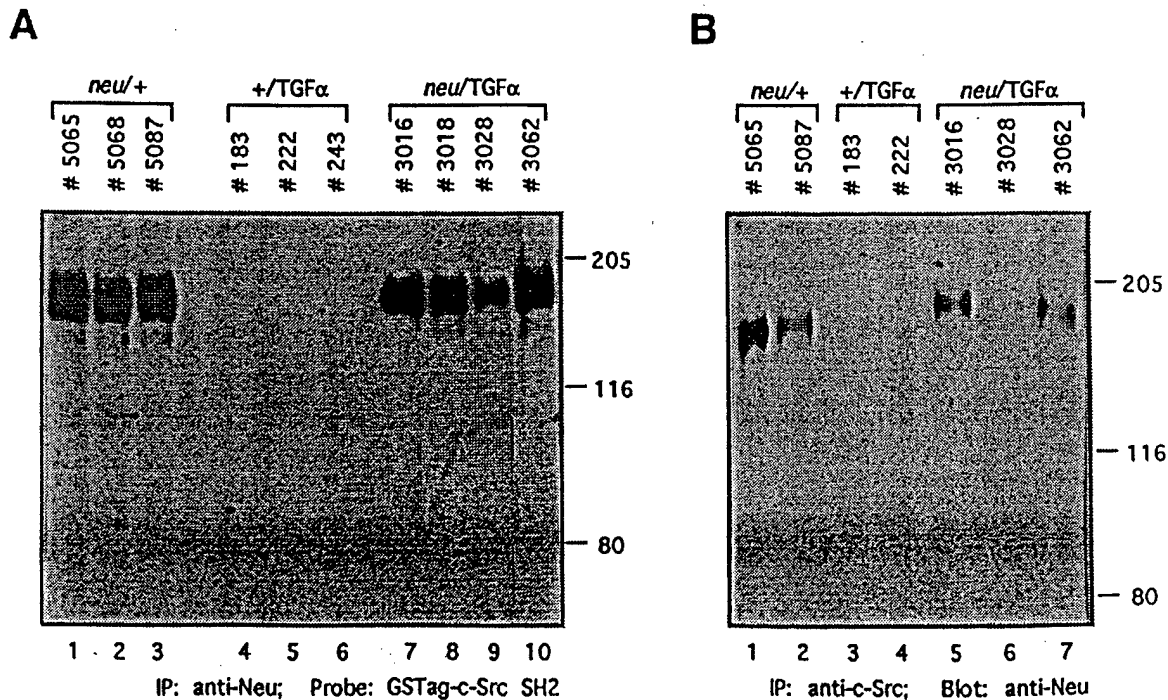 A
neu/+ +/TGFα neu/TGFα
# 5065 # 5068 # 5087 # 183 # 222 # 243 # 3016 # 3018 # 3028 # 3062
205
116
80
1 2 3 4 5 6 7 8 9 10
IP: anti-Neu; Probe: GSTag-c-Src SH2
B
neu/+ +/TGFα neu/TGFα
# 5065 # 5087 # 183 # 222 # 3016 # 3028 # 3062
205
116
80
1 2 3 4 5 6 7
IP: anti-c-Src; Blot: anti-Neu